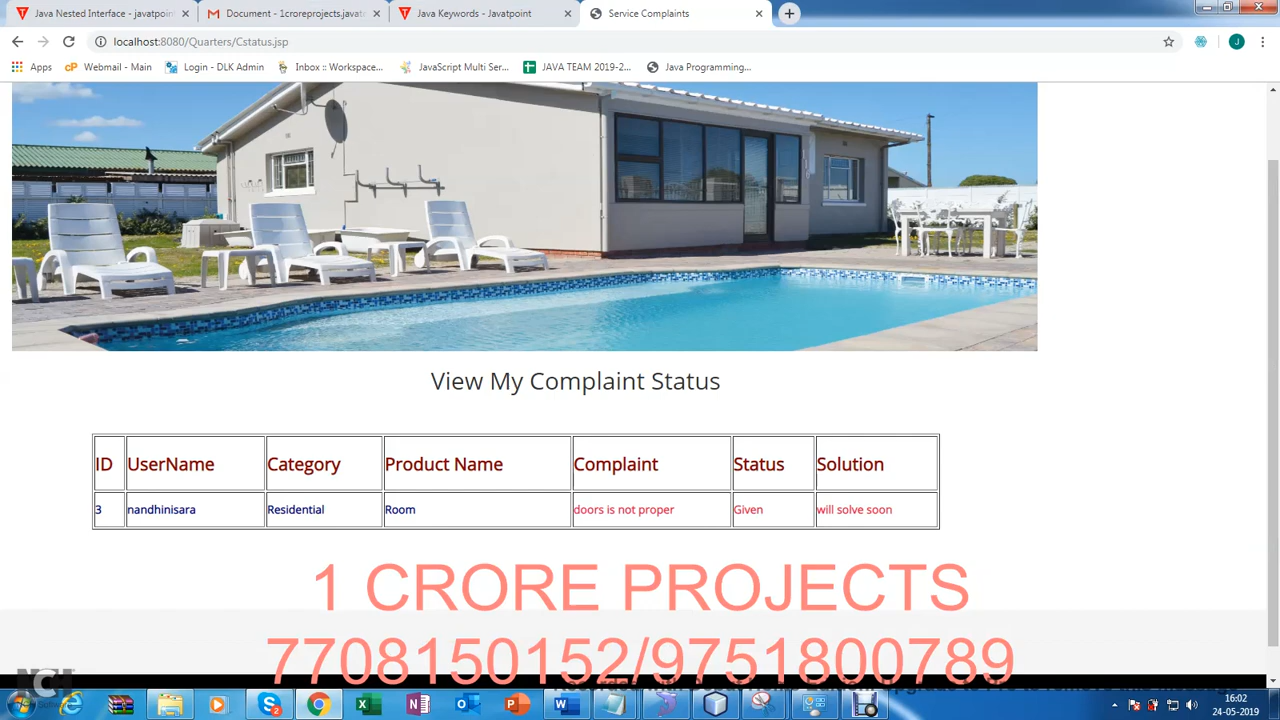 Java Nested Interface - javatpoint
Document - 1croreprojects.javat
Java Keywords - Javatpoint
Service Complaints
localhost:8080/Quarters/Cstatus.jsp
J
Apps
Webmail - Main
Login - DLK Admin
Inbox :: Workspace...
JavaScript Multi Ser...
JAVA TEAM 2019-2...
Java Programming...
View My Complaint Status
ID UserName Category Product Name Complaint Status Solution
3 nandhinisara Residential Room doors is not proper Given will solve soon
1 CRORE PROJECTS
7708150152/9751800789
NCH
16:02
24-05-2019